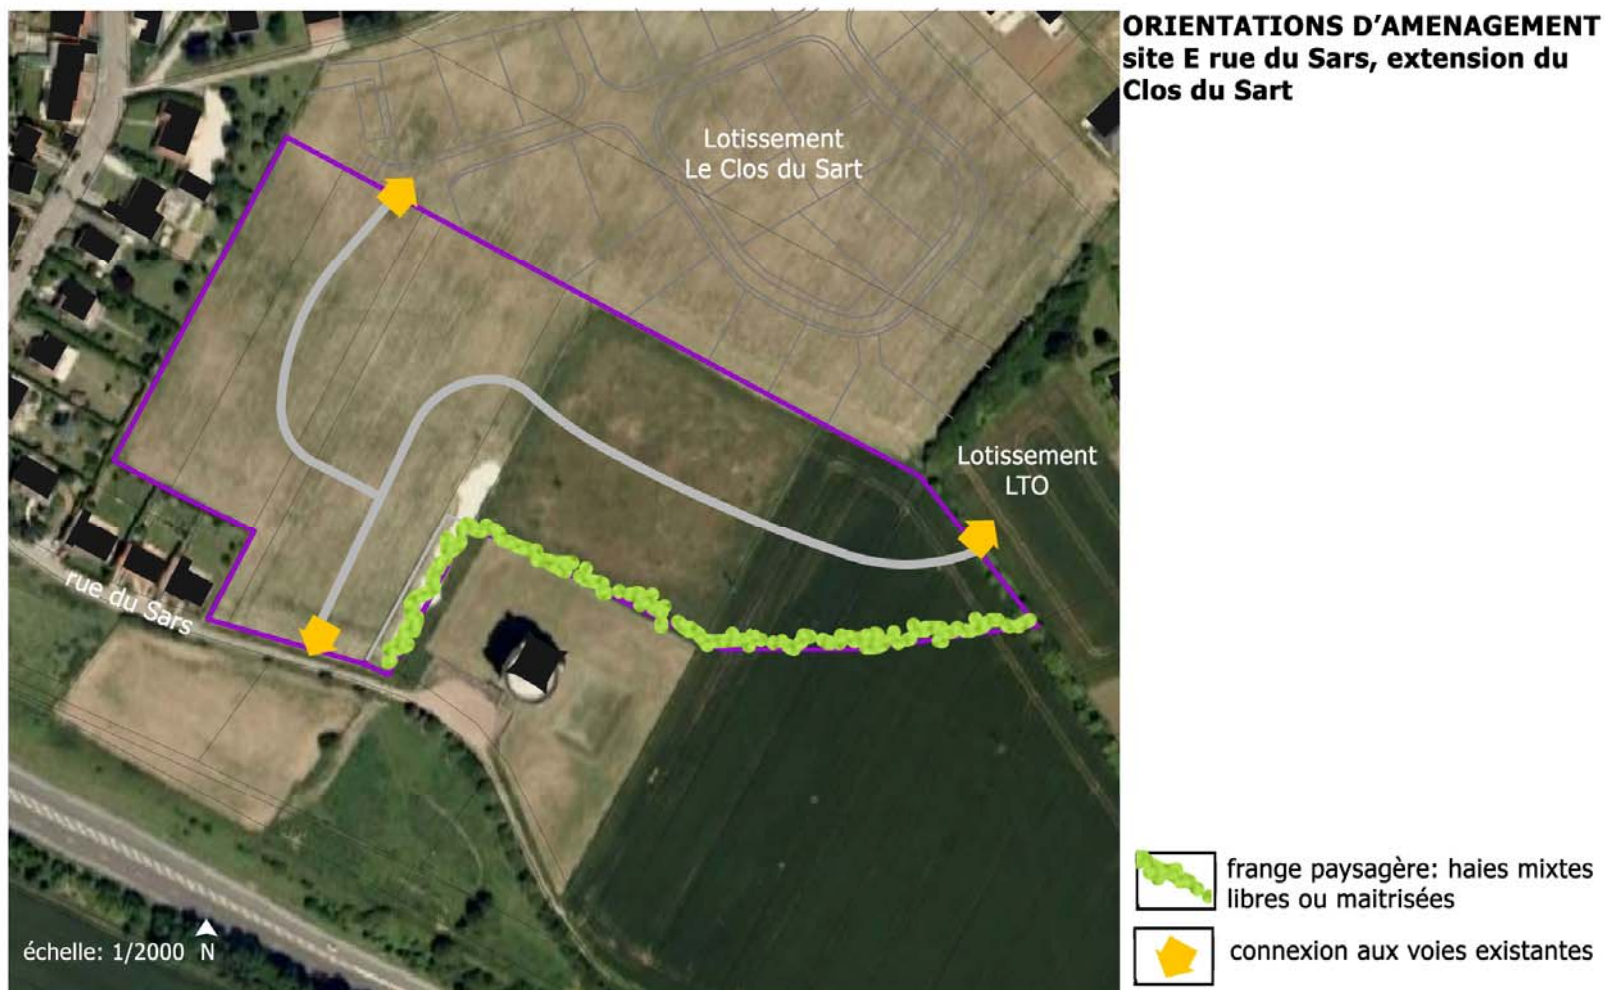 ORIENTATIONS D'AMENAGEMENT
site E rue du Sars, extension du
Clos du Sart
Lotissement
Le Clos du Sart
Lotissement
LTO
rue du Sars
frange paysagère: haies mixtes
libres ou maitrisées
connexion aux voies existantes
échelle: 1/2000 N